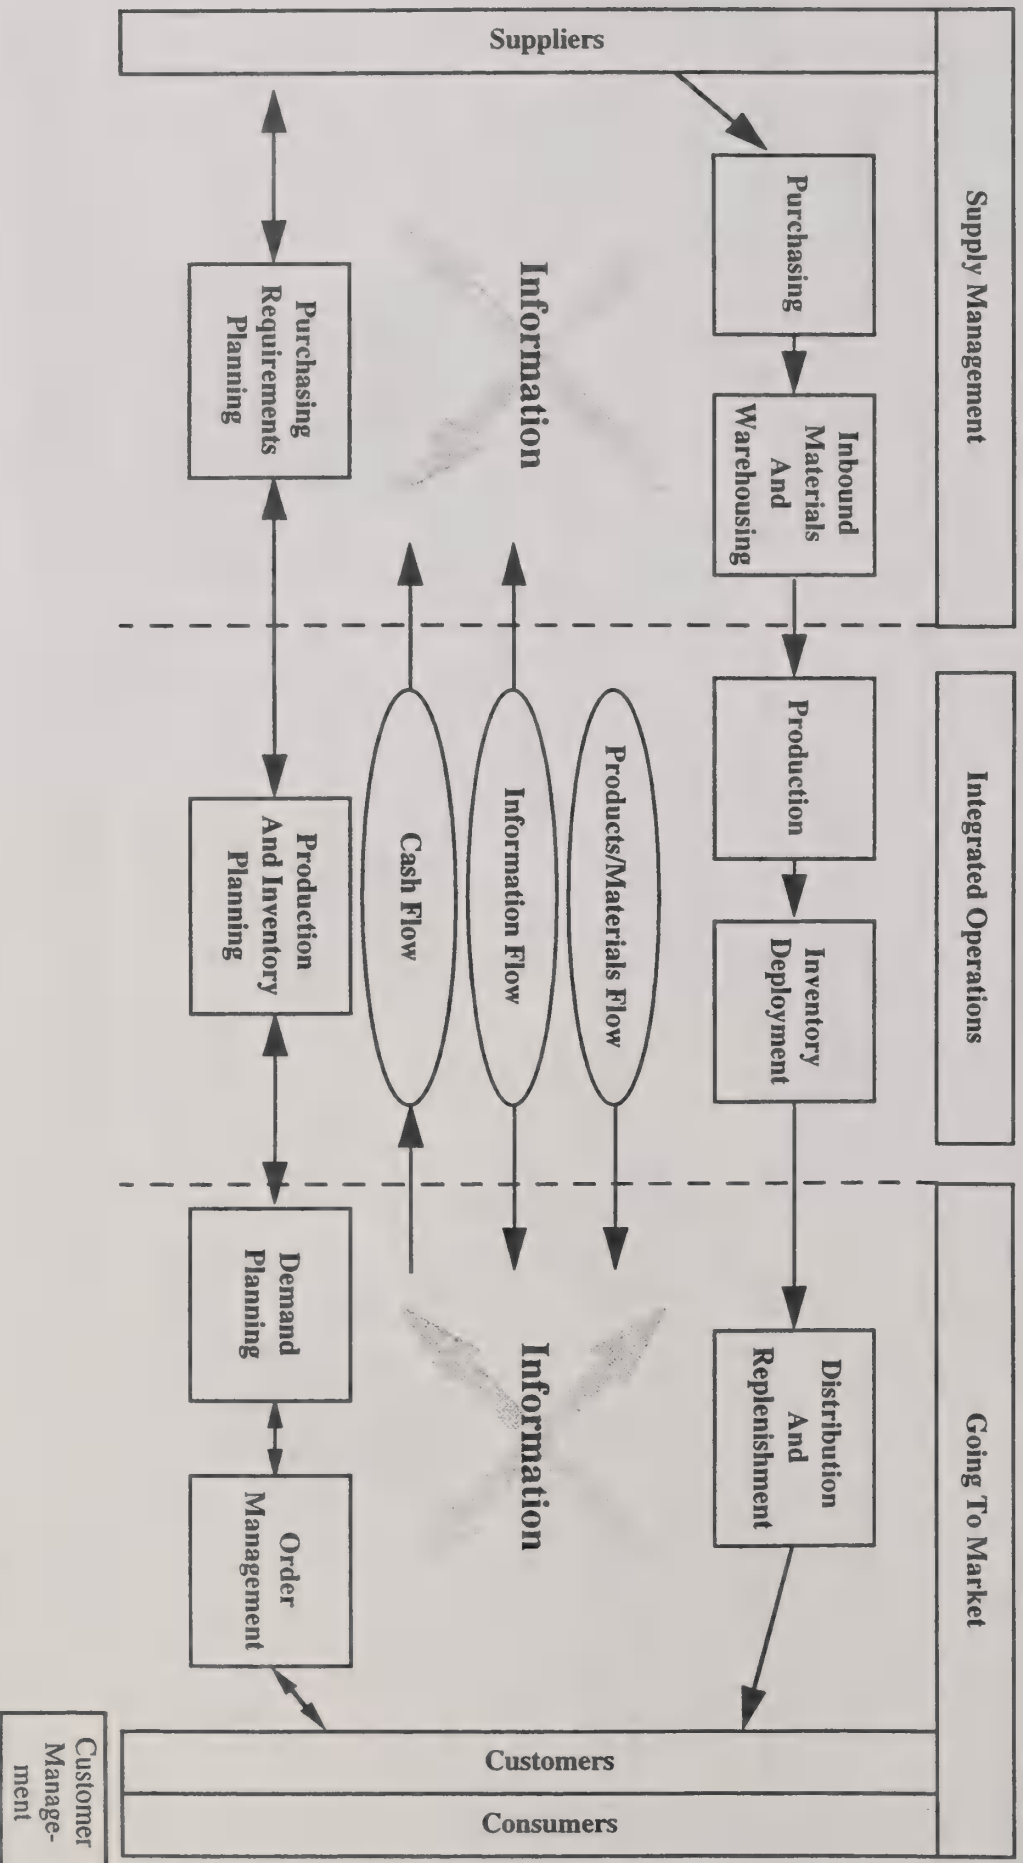 Supply Management
Integrated Operations
Going To Market
Suppliers
Purchasing
Inbound
Materials
And
Warehousing
Production
Inventory
Deployment
Distribution
And
Replenishment
Information
Products/Materials Flow
Information Flow
Cash Flow
Information
Purchasing
Requirements
Planning
Production
And Inventory
Planning
Demand
Planning
Order
Management
Customers
Consumers
Customer
Manage-
ment